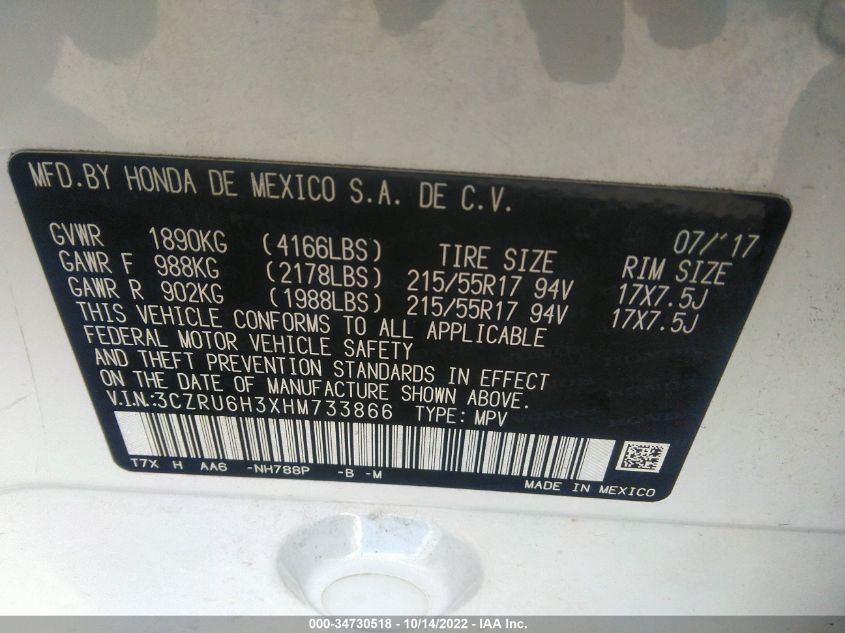 MFD.BY HONDA DE MEXICO S.A. DE C.V.
07/'17
GVWR 1890KG (4166LBS) TIRE SIZE RIM SIZE
GAWR F 988KG (2178LBS) 215/55R17 94V 17X7.5J
GAWR R 902KG (1988LBS) 215/55R17 94V 17X7.5J
THIS VEHICLE CONFORMS TO ALL APPLICABLE
FEDERAL MOTOR VEHICLE SAFETY
AND THEFT PREVENTION STANDARDS IN EFFECT
ON THE DATE OF MANUFACTURE SHOWN ABOVE.
V.I.N:3CZRU6H3XHM733866 TYPE: MPV
T7X H AA6 -NH788P -B -M
MADE IN MEXICO
000-34730518 - 10/14/2022 - IAA Inc.